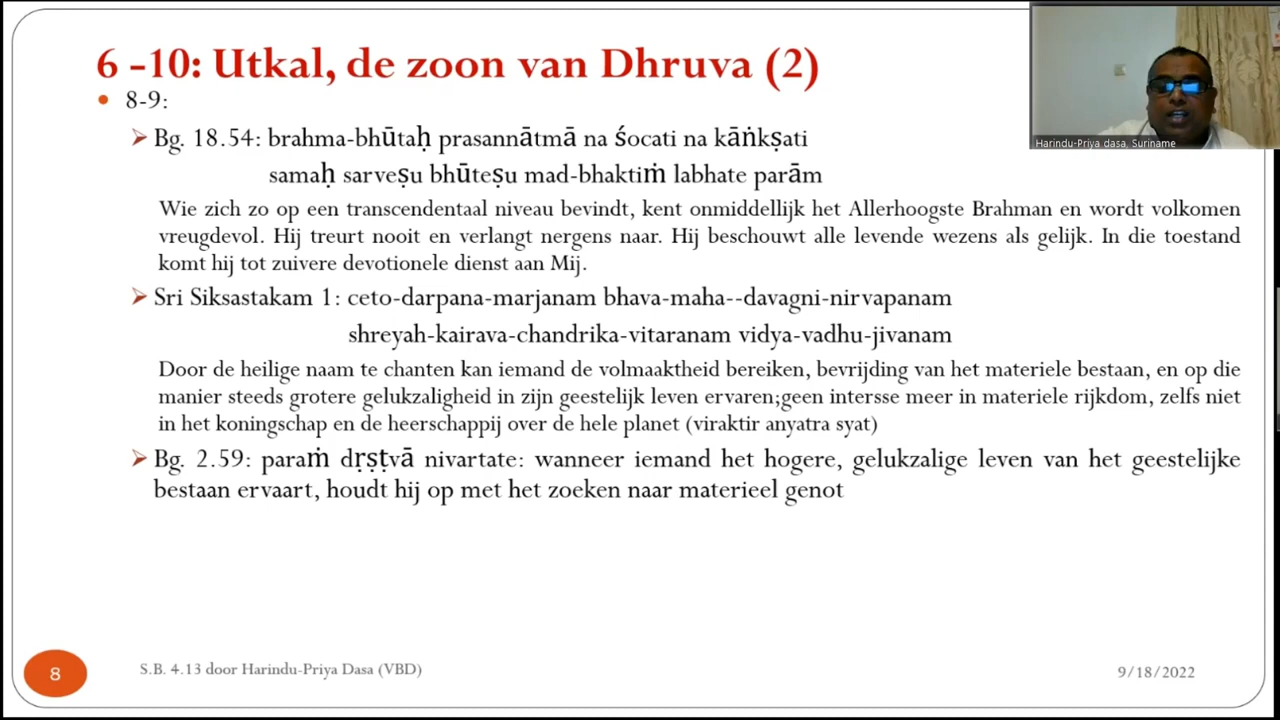 6 -10: Utkal, de zoon van Dhruva (2)
8-9:
Bg. 18.54: brahma-bhūtaḥ prasannātmā na śocati na kāṅkṣati
samaḥ sarveṣu bhūteṣu mad-bhaktiṁ labhate parām
Wie zich zo op een transcendentaal niveau bevindt, kent onmiddellijk het Allerhoogste Brahman en wordt volkomen
vreugdevol. Hij treurt nooit en verlangt nergens naar. Hij beschouwt alle levende wezens als gelijk. In die toestand
komt hij tot zuivere devotionele dienst aan Mij.
Sri Siksastakam 1: ceto-darpana-marjanam bhava-maha--davagni-nirvapanam
shreyah-kairava-chandrika-vitaranam vidya-vadhu-jivanam
Door de heilige naam te chanten kan iemand de volmaaktheid bereiken, bevrijding van het materiele bestaan, en op die
manier steeds grotere gelukzaligheid in zijn geestelijk leven ervaren;geen intersse meer in materiele rijkdom, zelfs niet
in het koningschap en de heerschappij over de hele planet (viraktir anyatra syat)
Bg. 2.59: paraṁ dṛṣṭvā nivartate: wanneer iemand het hogere, gelukzalige leven van het geestelijke
bestaan ervaart, houdt hij op met het zoeken naar materieel genot
8
S.B. 4.13 door Harindu-Priya Dasa (VBD)
9/18/2022
Harindu-Priya dasa, Suriname